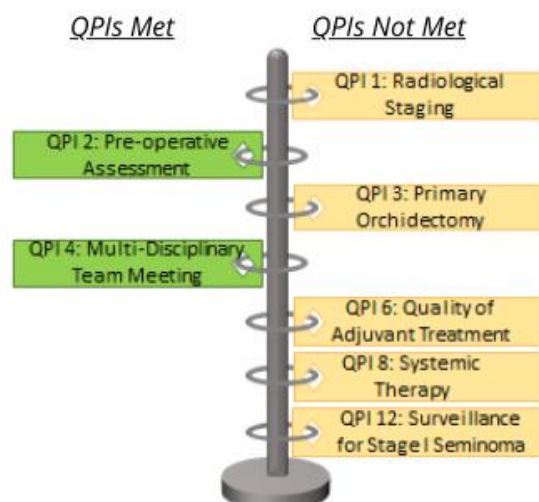 QPIs Met
QPIs Not Met
QPI 1: Radiological
Staging
QPI 2: Pre-operative
Assessment
QPI 3: Primary
Orchidectomy
QPI 4: Multi-Disciplinary
Team Meeting
QPI 6: Quality of
Adjuvant Treatment
QPI 8: Systemic
Therapy
QPI 12: Surveillance
for Stage I Seminoma